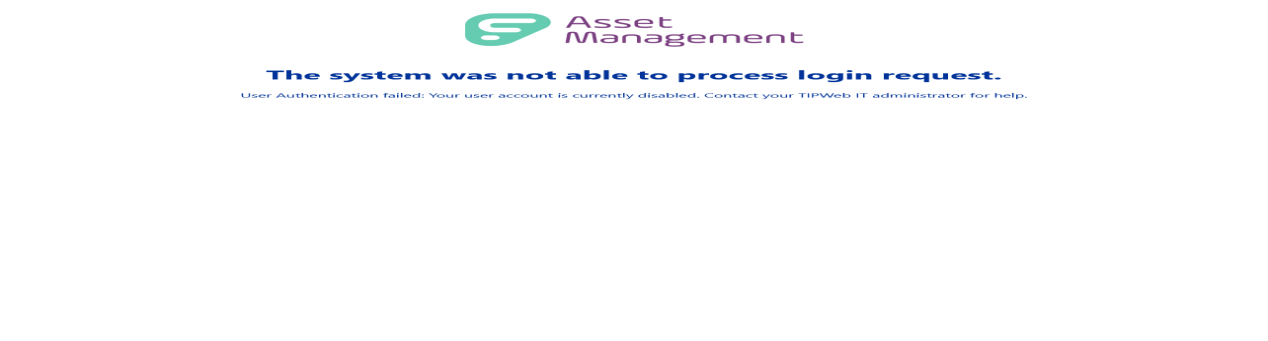 Asset
Management
The system was not able to process login request.
User Authentication failed: Your user account is currently disabled. Contact your TIPWeb IT administrator for help.